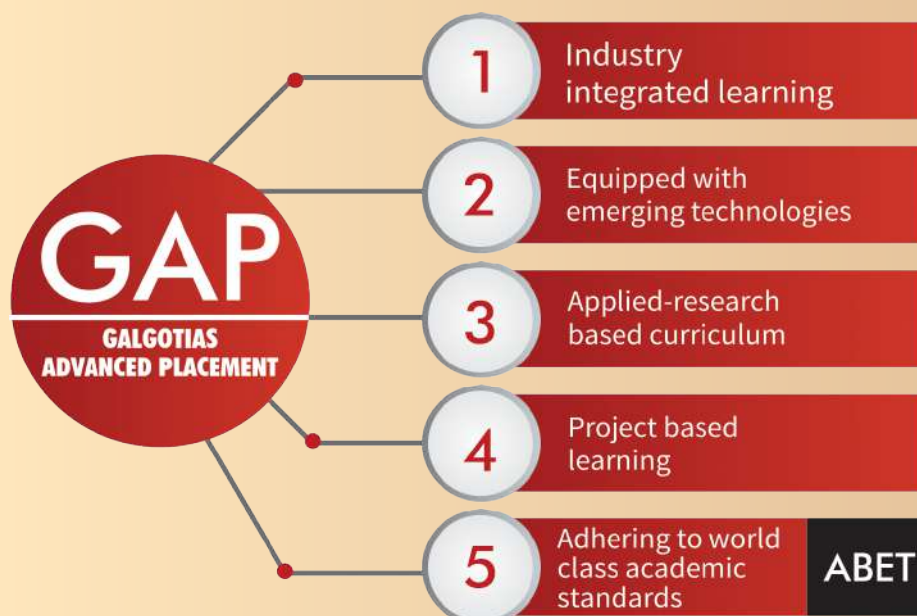 GAP
GALGOTIAS
ADVANCED PLACEMENT
1
Industry
integrated learning
2
Equipped with
emerging technologies
3
Applied-research
based curriculum
4
Project based
learning
5
Adhering to world
class academic
standards
ABET